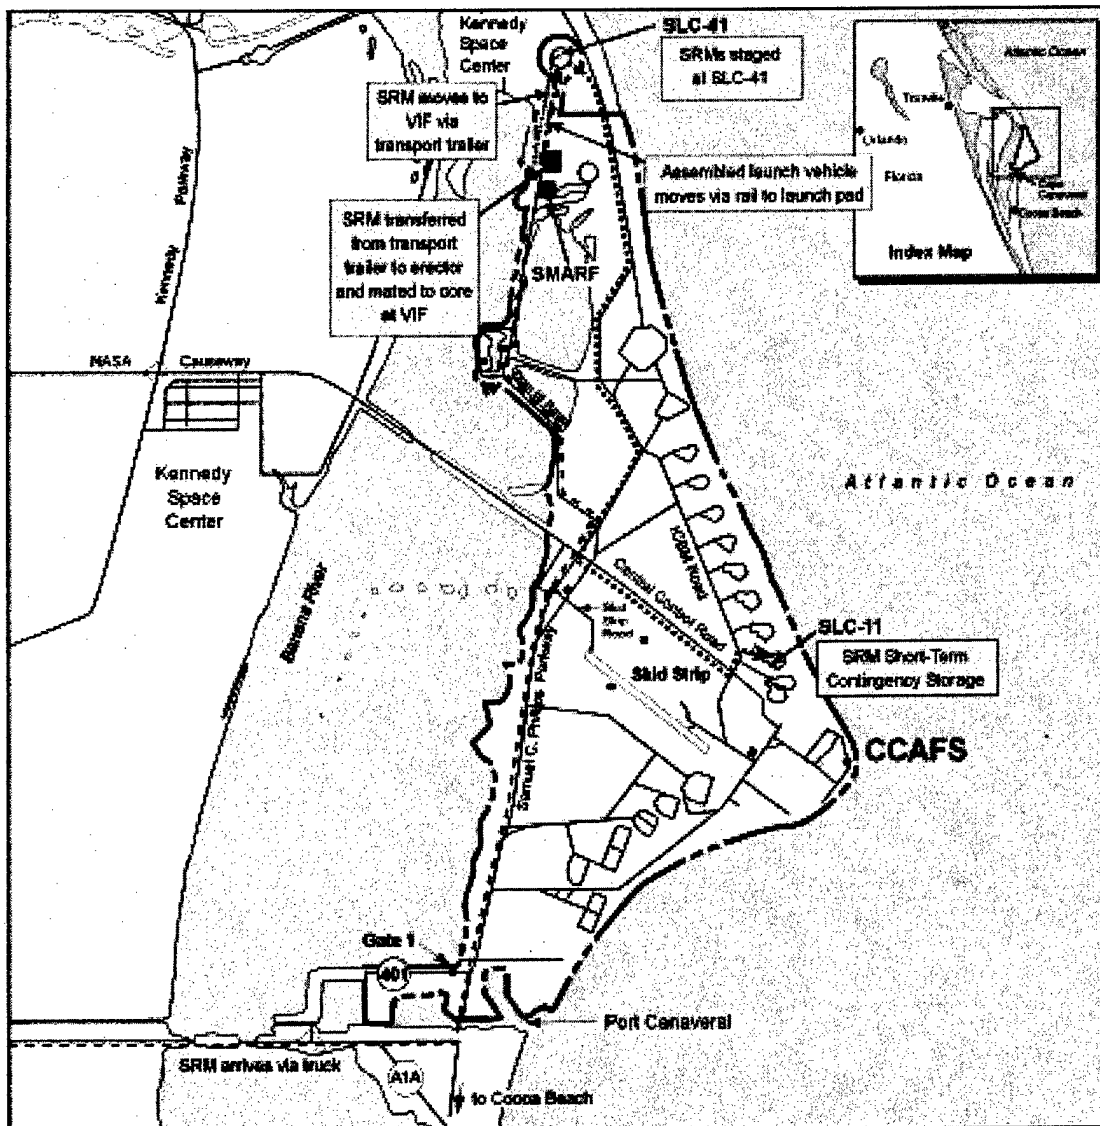 Kennedy
Space
Center
SLC-41
SRMs staged
at SLC-41
SRM moves to
VIF via
transport trailer
Assembled launch vehicle
moves via rail to launch pad
SRM transferred
from transport
trailer to erector
and mated to core
at VIF
SMARF
Atlantic Ocean
Titusville
Orlando
Florida
Cape
Canaveral
Cocoa Beach
Index Map
Parkway
Kennedy
NASA Causeway
Kennedy
Space
Center
Atlantic Ocean
Banana River
ICBM Road
Central Control Road
Skid
Strip
Road
Skid Strip
SLC-11
SRM Short-Term
Contingency Storage
Samuel C. Phillips Parkway
CCAFS
Gate 1
401
Port Canaveral
SRM arrives via truck
A1A
to Cocoa Beach